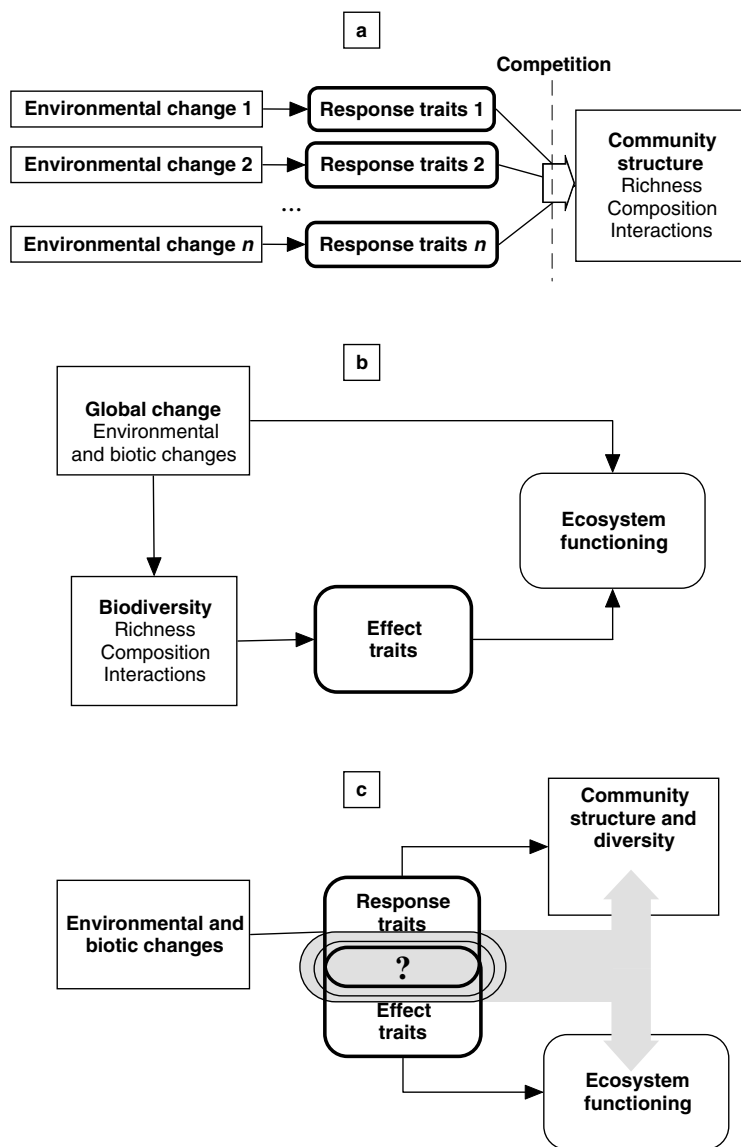 a
Competition
Environmental change 1
Response traits 1
Environmental change 2
Response traits 2
...
Environmental change n
Response traits n
Community
structure
Richness
Composition
Interactions
b
Global change
Environmental
and biotic changes
Ecosystem
functioning
Biodiversity
Richness
Composition
Interactions
Effect
traits
c
Community
structure and
diversity
Environmental and
biotic changes
Response
traits
?
Effect
traits
Ecosystem
functioning